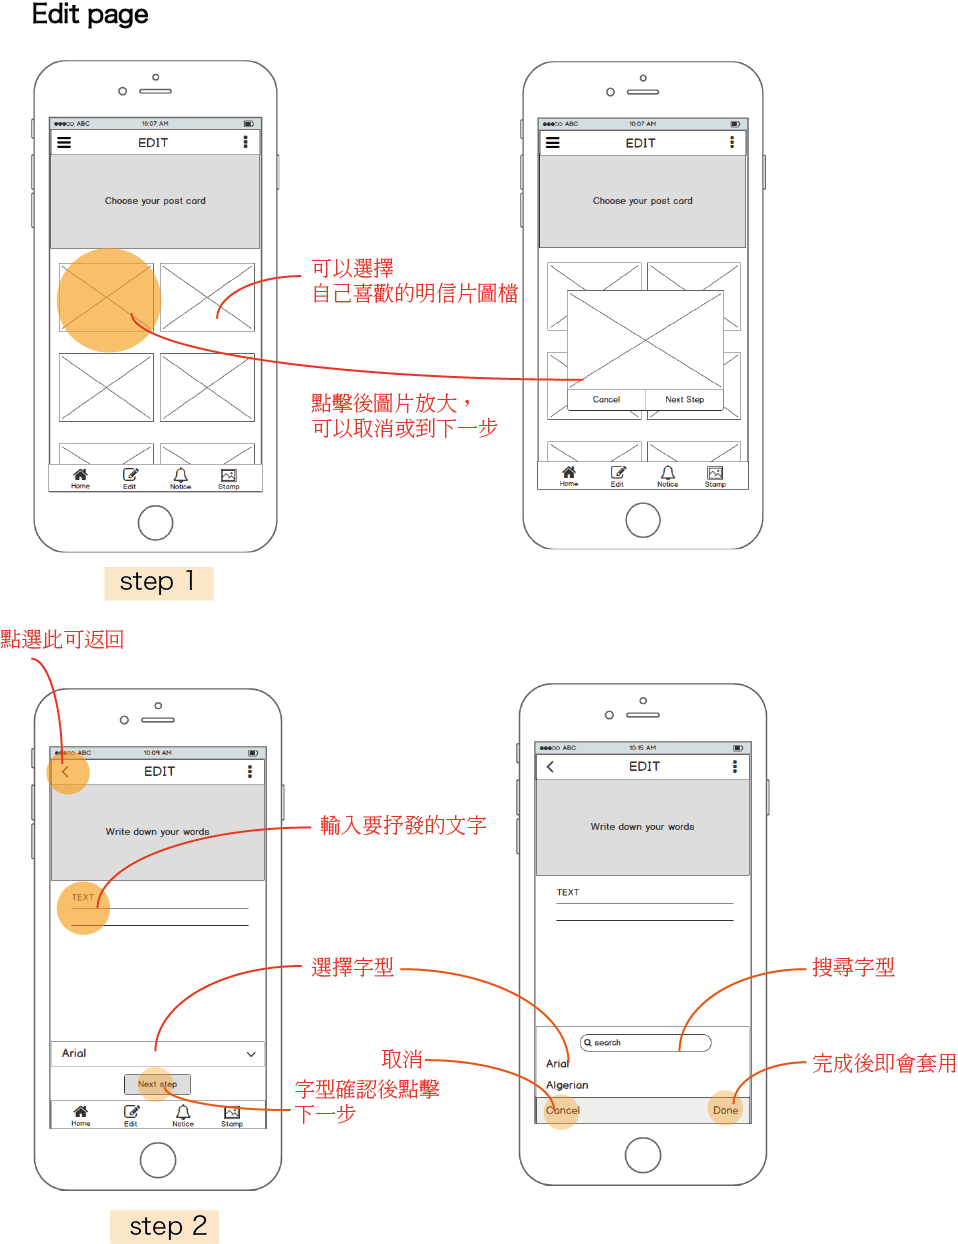 Edit page
●●●○○ ABC 10:07 AM
EDIT
Choose your post card
Home Edit Notice Stamp
可以選擇
自己喜歡的明信片圖檔
點擊後圖片放大，
可以取消或到下一步
●●●○○ ABC 10:07 AM
EDIT
Choose your post card
Cancel Next Step
Home Edit Notice Stamp
step 1
點選此可返回
●●●○○ ABC 10:09 AM
EDIT
Write down your words
TEXT
Arial
Next step
Home Edit Notice Stamp
輸入要抒發的文字
選擇字型
取消
字型確認後點擊
下一步
●●●○○ ABC 10:15 AM
EDIT
Write down your words
TEXT
search
Arial
Algerian
Cancel Done
搜尋字型
完成後即會套用
step 2